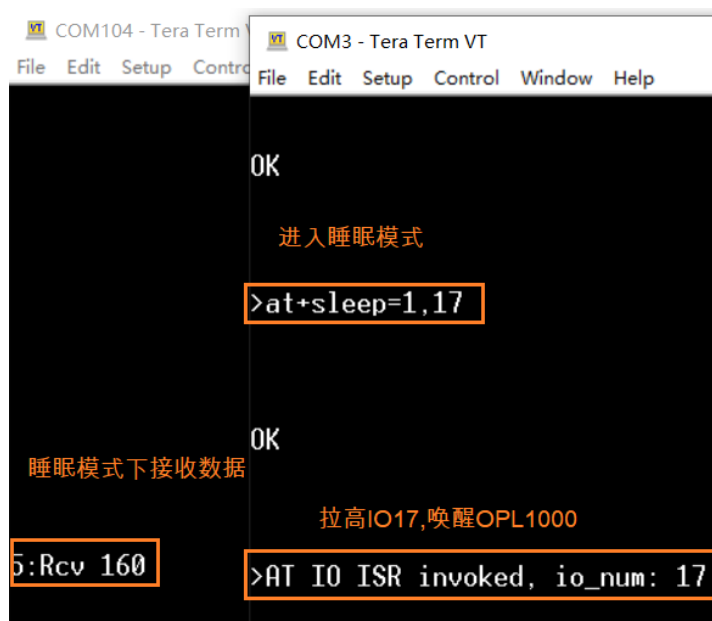 COM104 - Tera Term
File Edit Setup
COM3 - Tera Term VT
File Edit Setup Control Window Help
OK
进入睡眠模式
>at+sleep=1,17
OK
睡眠模式下接收数据
拉高IO17,唤醒OPL1000
5:Rcv 160
>AT IO ISR invoked, io_num: 17